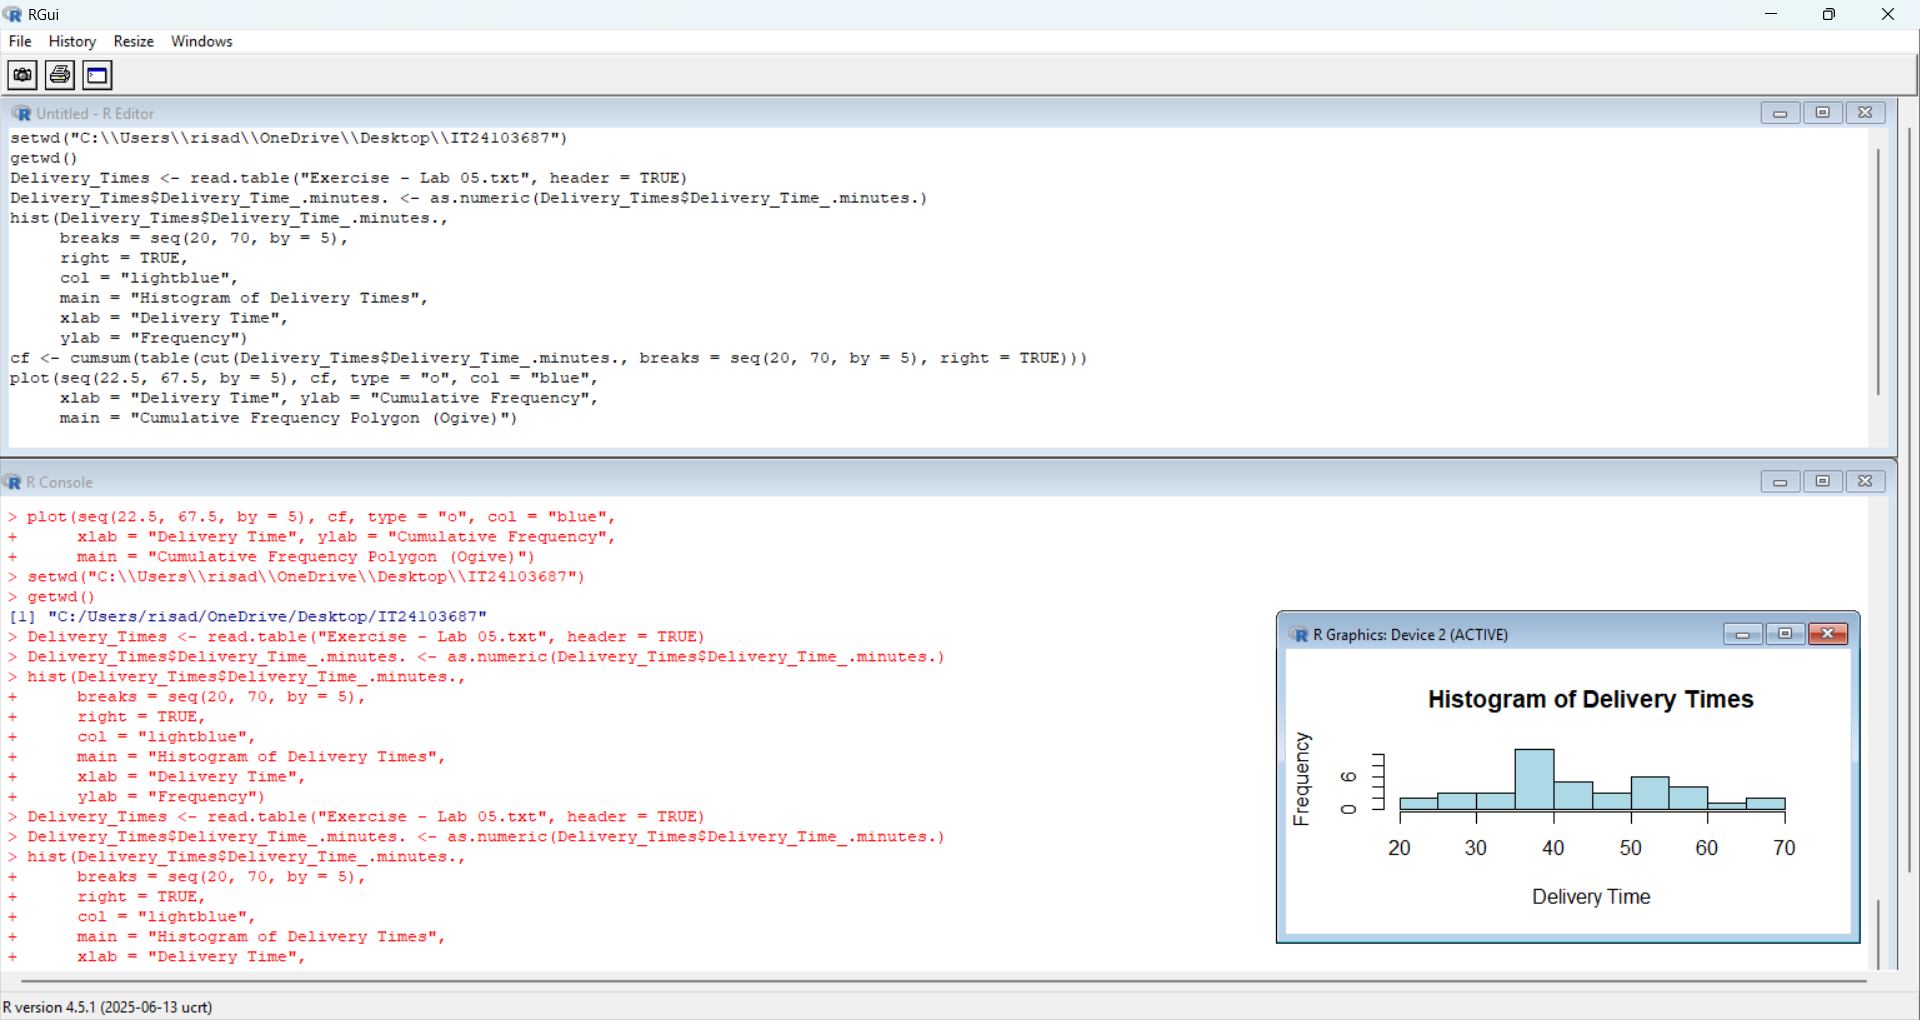 RGui
File History Resize Windows
Untitled - R Editor
setwd("C:\\Users\\risad\\OneDrive\\Desktop\\IT24103687")
getwd()
Delivery_Times <- read.table("Exercise - Lab 05.txt", header = TRUE)
Delivery_Times$Delivery_Time_.minutes. <- as.numeric(Delivery_Times$Delivery_Time_.minutes.)
hist(Delivery_Times$Delivery_Time_.minutes.,
     breaks = seq(20, 70, by = 5),
     right = TRUE,
     col = "lightblue",
     main = "Histogram of Delivery Times",
     xlab = "Delivery Time",
     ylab = "Frequency")
cf <- cumsum(table(cut(Delivery_Times$Delivery_Time_.minutes., breaks = seq(20, 70, by = 5), right = TRUE)))
plot(seq(22.5, 67.5, by = 5), cf, type = "o", col = "blue",
     xlab = "Delivery Time", ylab = "Cumulative Frequency",
     main = "Cumulative Frequency Polygon (Ogive)")
R Console
> plot(seq(22.5, 67.5, by = 5), cf, type = "o", col = "blue",
+      xlab = "Delivery Time", ylab = "Cumulative Frequency",
+      main = "Cumulative Frequency Polygon (Ogive)")
> setwd("C:\\Users\\risad\\OneDrive\\Desktop\\IT24103687")
> getwd()
[1] "C:/Users/risad/OneDrive/Desktop/IT24103687"
> Delivery_Times <- read.table("Exercise - Lab 05.txt", header = TRUE)
> Delivery_Times$Delivery_Time_.minutes. <- as.numeric(Delivery_Times$Delivery_Time_.minutes.)
> hist(Delivery_Times$Delivery_Time_.minutes.,
+      breaks = seq(20, 70, by = 5),
+      right = TRUE,
+      col = "lightblue",
+      main = "Histogram of Delivery Times",
+      xlab = "Delivery Time",
+      ylab = "Frequency")
> Delivery_Times <- read.table("Exercise - Lab 05.txt", header = TRUE)
> Delivery_Times$Delivery_Time_.minutes. <- as.numeric(Delivery_Times$Delivery_Time_.minutes.)
> hist(Delivery_Times$Delivery_Time_.minutes.,
+      breaks = seq(20, 70, by = 5),
+      right = TRUE,
+      col = "lightblue",
+      main = "Histogram of Delivery Times",
+      xlab = "Delivery Time",
R Graphics: Device 2 (ACTIVE)
Histogram of Delivery Times
Frequency
6
0
20 30 40 50 60 70
Delivery Time
R version 4.5.1 (2025-06-13 ucrt)